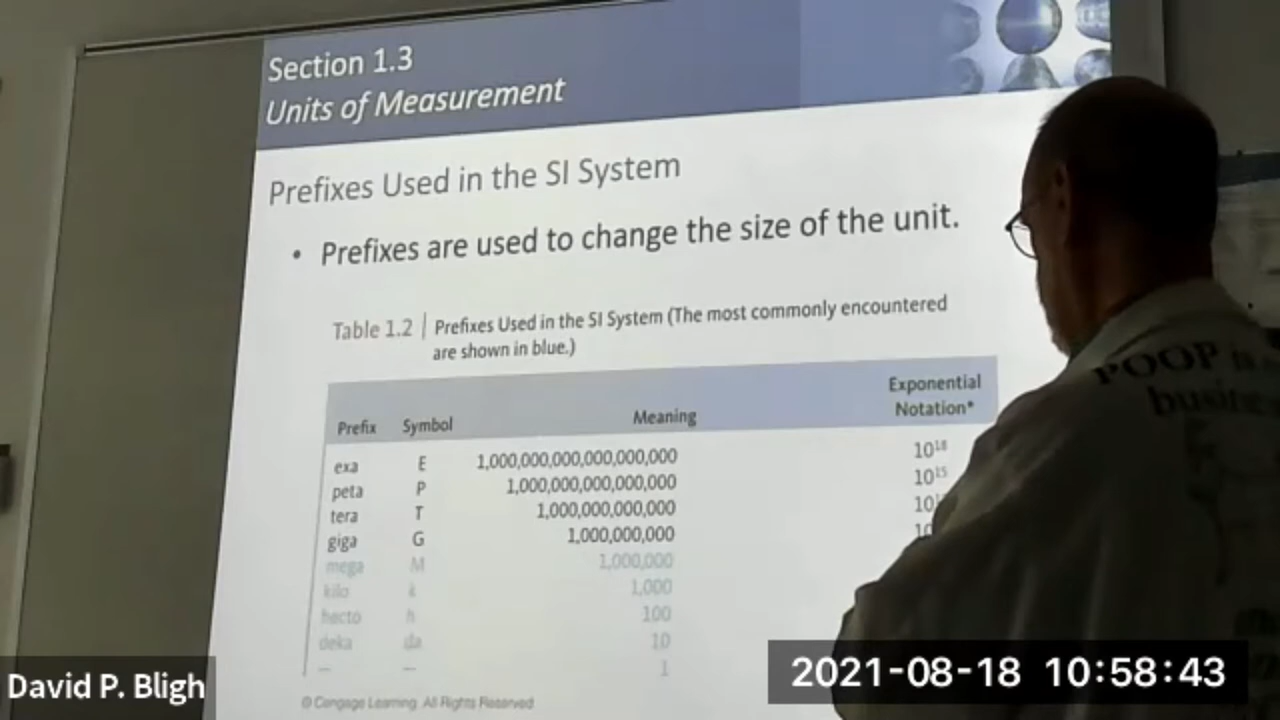 Section 1.3
Units of Measurement
Prefixes Used in the SI System
• Prefixes are used to change the size of the unit.
Table 1.2 | Prefixes Used in the SI System (The most commonly encountered
are shown in blue.)
Prefix Symbol Meaning Exponential
Notation*
exa E 1,000,000,000,000,000,000 10¹⁸
peta P 1,000,000,000,000,000 10¹⁵
tera T 1,000,000,000,000 10
giga G 1,000,000,000 10
mega M 1,000,000
kilo k 1,000
hecto h 100
deka da 10
— — 1
© Cengage Learning. All Rights Reserved
POOP
David P. Bligh
2021-08-18 10:58:43